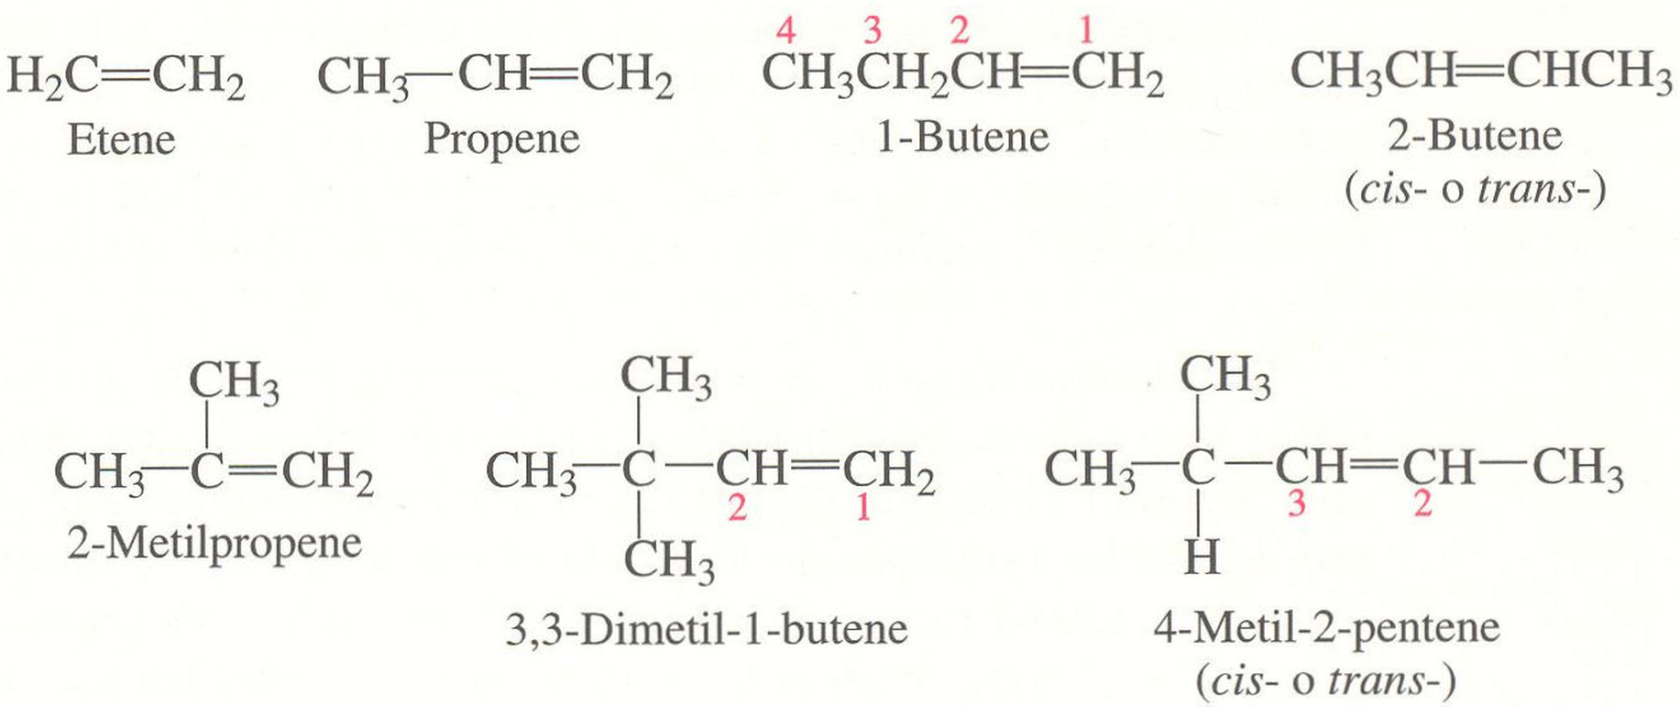 4 3 2 1
H₂C=CH₂ CH₃—CH=CH₂ CH₃CH₂CH=CH₂ CH₃CH=CHCH₃
Etene Propene 1-Butene 2-Butene
(cis- o trans-)
CH₃ CH₃ CH₃
CH₃—C=CH₂ CH₃—C—CH=CH₂ CH₃—C—CH=CH—CH₃
2 1 3 2
2-Metilpropene CH₃ H
3,3-Dimetil-1-butene 4-Metil-2-pentene
(cis- o trans-)